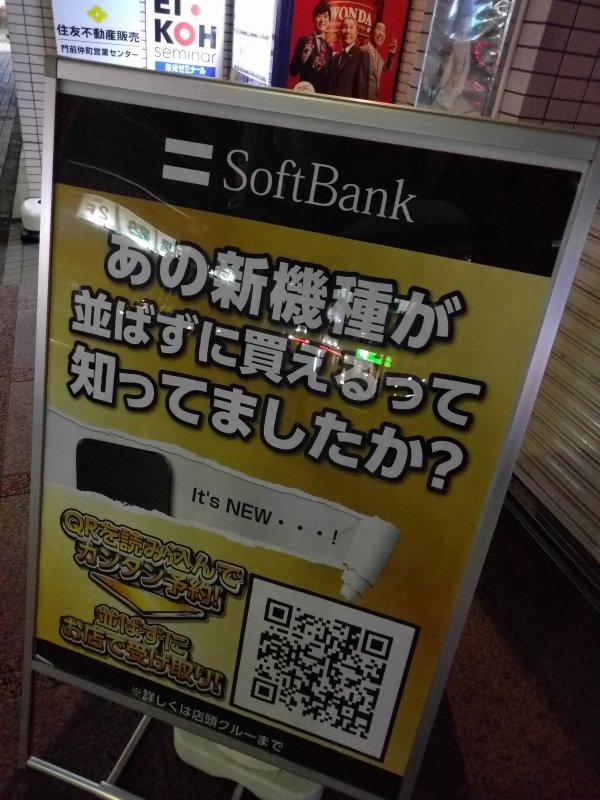 住友不動産販売
門前仲町営業センター
EI・
KOH
seminar
栄光ゼミナール
WONDA
SoftBank
あの新機種が
並ばずに買えるって
知ってましたか?
It's NEW・・・!
QRを読み込んで
カンタン予約!
並ばずに
お店で受け取り!
※詳しくは店頭クルーまで